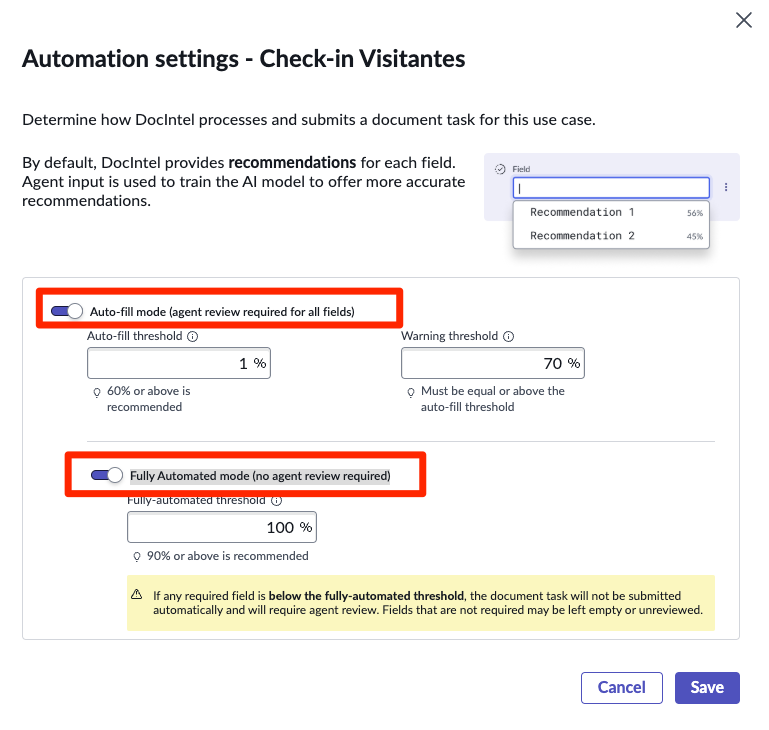 Automation settings - Check-in Visitantes
Determine how DocIntel processes and submits a document task for this use case.
By default, DocIntel provides recommendations for each field.
Agent input is used to train the AI model to offer more accurate
recommendations.
Field
Recommendation 1 56%
Recommendation 2 45%
Auto-fill mode (agent review required for all fields)
Auto-fill threshold
1 %
60% or above is
recommended
Warning threshold
70 %
Must be equal or above the
auto-fill threshold
Fully Automated mode (no agent review required)
Fully-automated threshold
100 %
90% or above is recommended
If any required field is below the fully-automated threshold, the document task will not be submitted
automatically and will require agent review. Fields that are not required may be left empty or unreviewed.
Cancel
Save